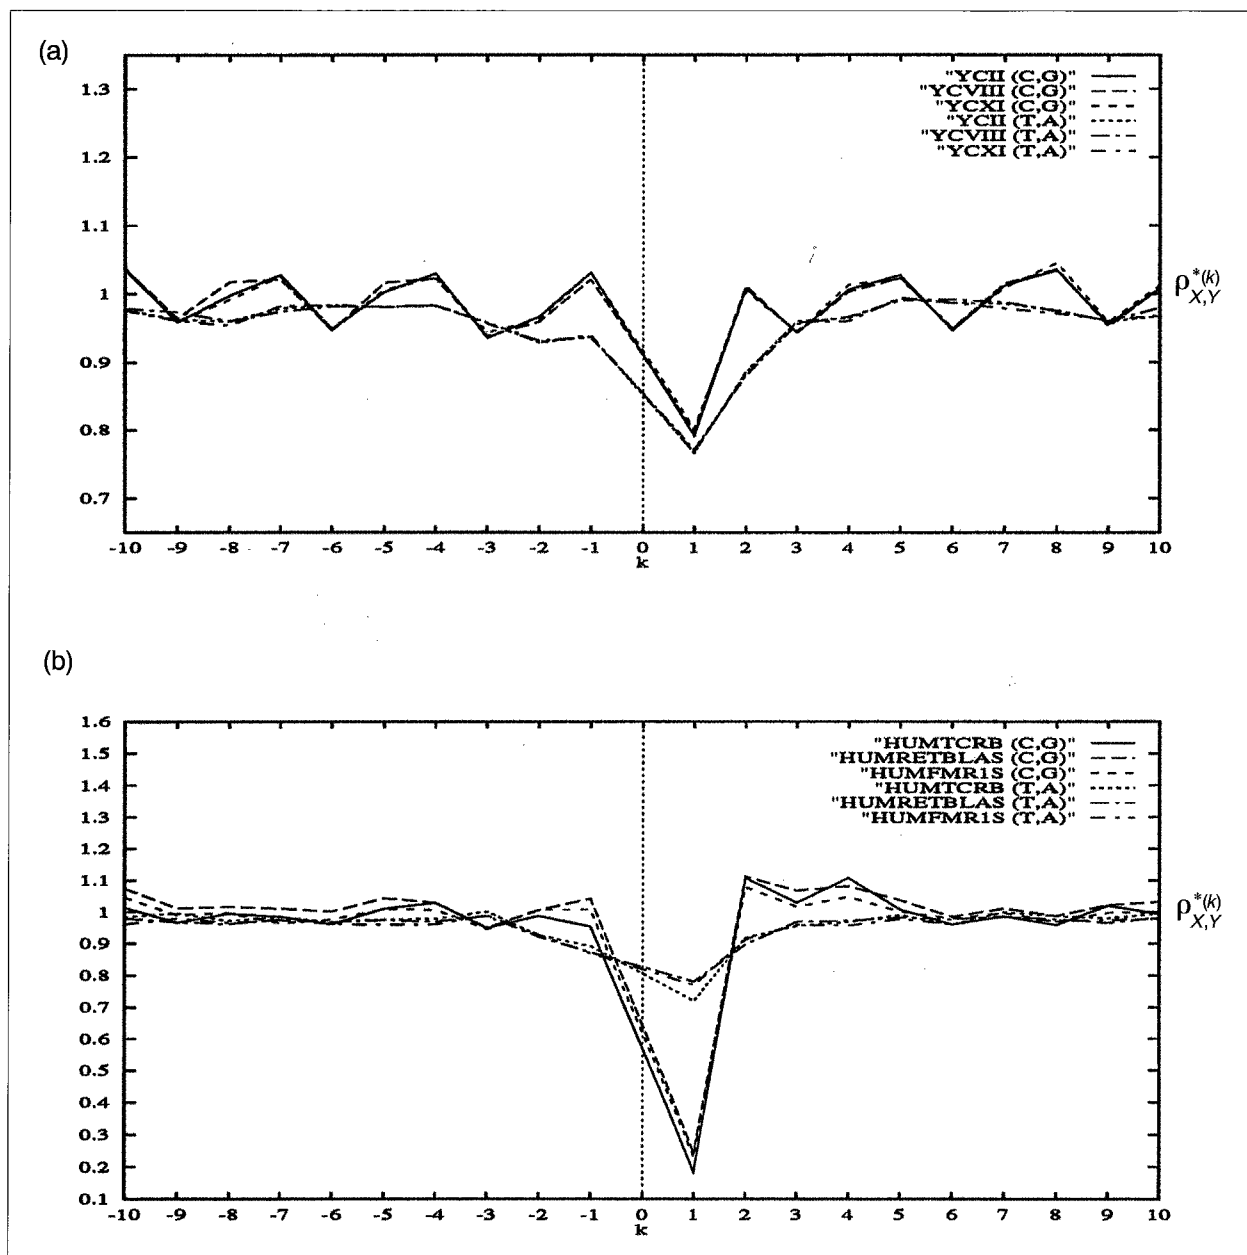 (a)
1.3
1.2
1.1
1
0.9
0.8
0.7
"YCII (C,G)"
"YCVIII (C,G)"
"YCXI (C,G)"
"YCII (T,A)"
"YCVIII (T,A)"
"YCXI (T,A)"
ρ*(k)X,Y
-10 -9 -8 -7 -6 -5 -4 -3 -2 -1 0 1 2 3 4 5 6 7 8 9 10
k
(b)
1.6
1.5
1.4
1.3
1.2
1.1
1
0.9
0.8
0.7
0.6
0.5
0.4
0.3
0.2
0.1
"HUMTCRB (C,G)"
"HUMRETBLAS (C,G)"
"HUMFMR1S (C,G)"
"HUMTCRB (T,A)"
"HUMRETBLAS (T,A)"
"HUMFMR1S (T,A)"
ρ*(k)X,Y
-10 -9 -8 -7 -6 -5 -4 -3 -2 -1 0 1 2 3 4 5 6 7 8 9 10
k